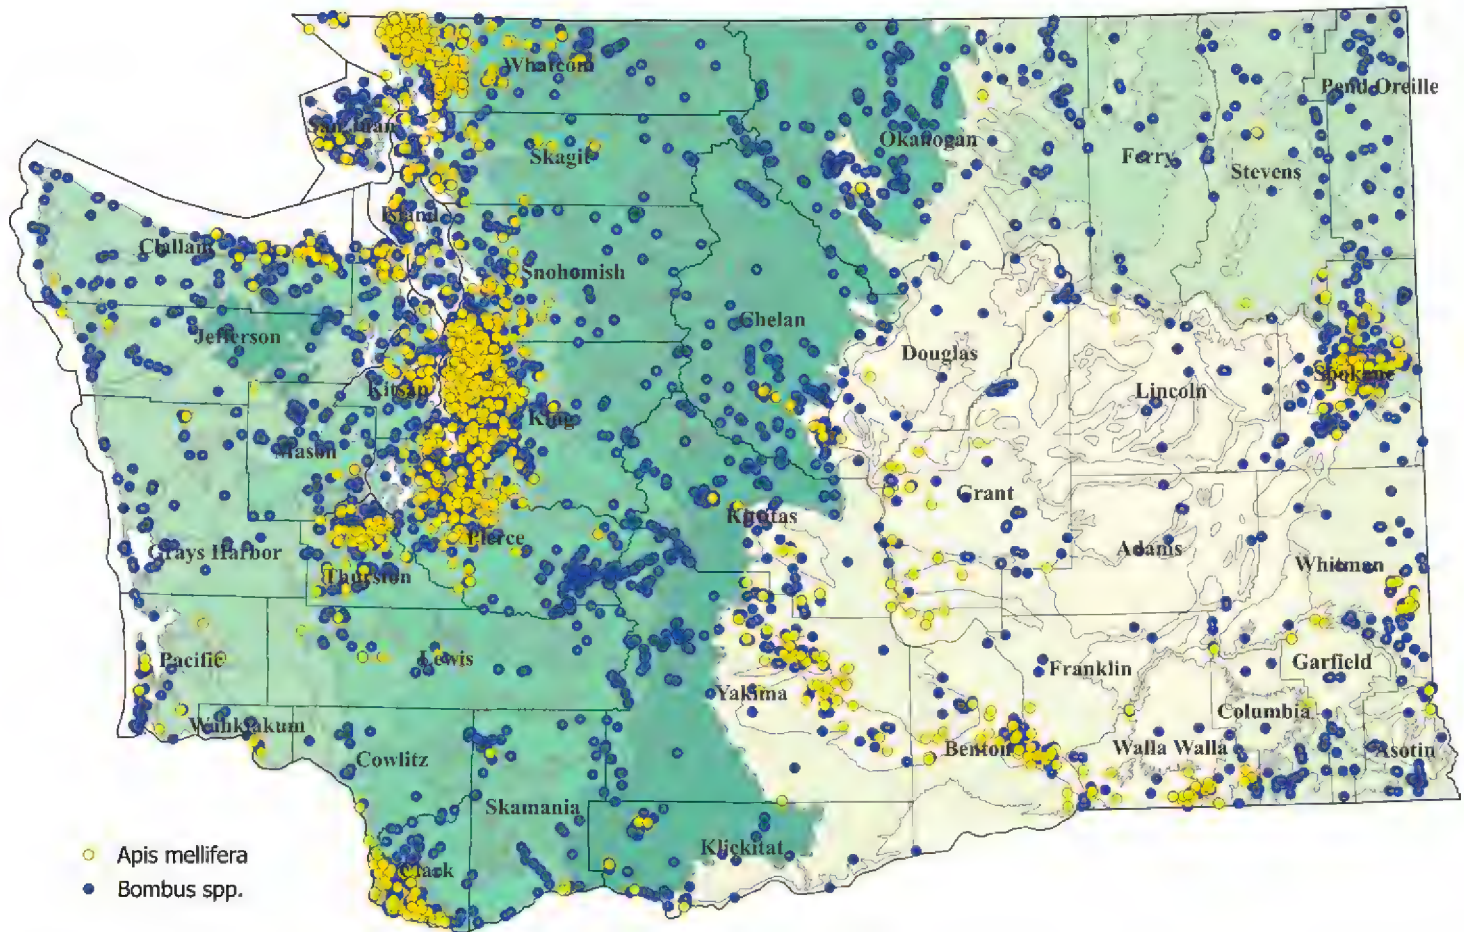 Whatcom
Pend Oreille
San Juan
Okanogan
Skagit
Ferry
Stevens
Island
Clallam
Snohomish
Chelan
Jefferson
Douglas
Kitsap
Lincoln
Spokane
King
Mason
Grant
Kittitas
Pierce
Grays Harbor
Adams
Whitman
Thurston
Pacific
Lewis
Franklin
Garfield
Yakima
Columbia
Wahkiakum
Benton
Walla Walla
Asotin
Cowlitz
Skamania
Klickitat
Clark
Apis mellifera
Bombus spp.